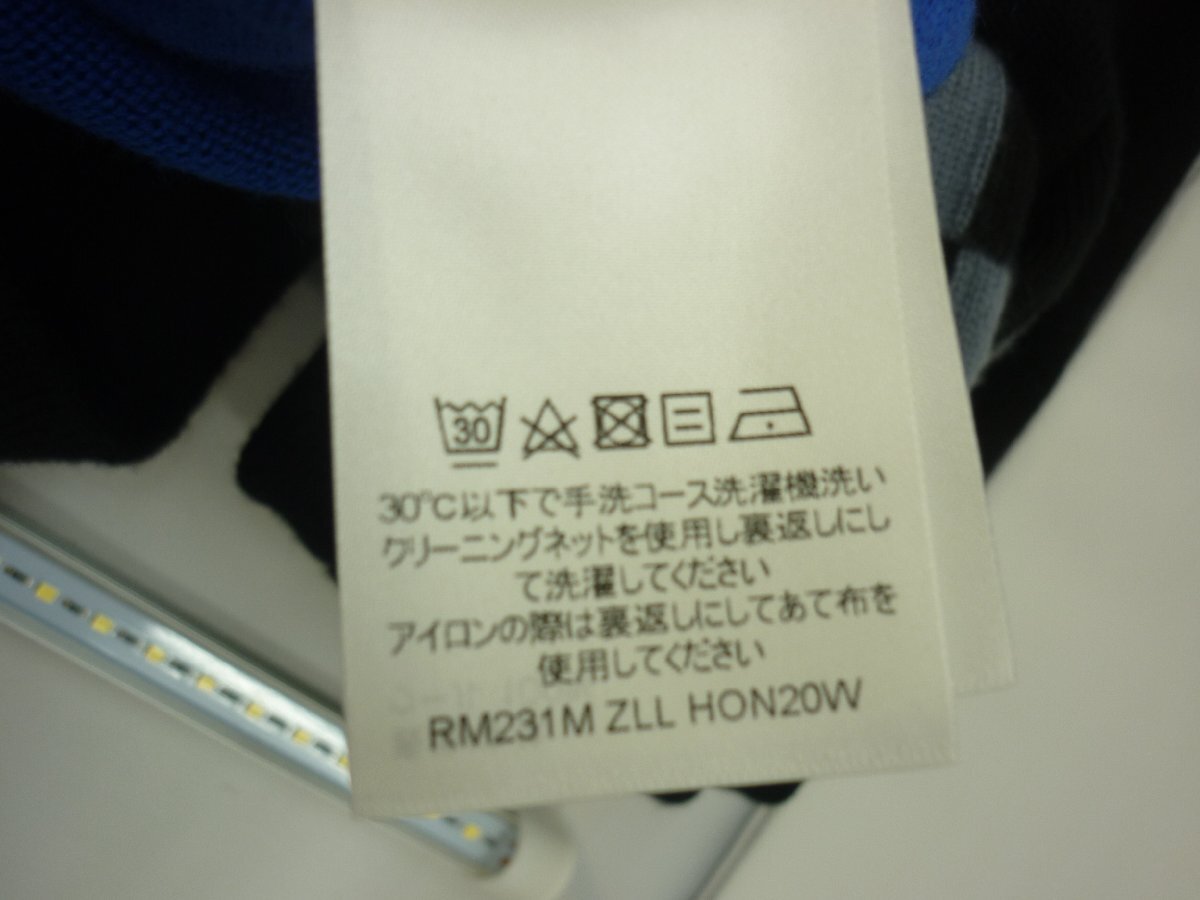 30
30℃以下で手洗コース洗濯機洗い
クリーニングネットを使用し裏返しにし
て洗濯してください
アイロンの際は裏返しにしてあて布を
使用してください
RM231M ZLL HON20W